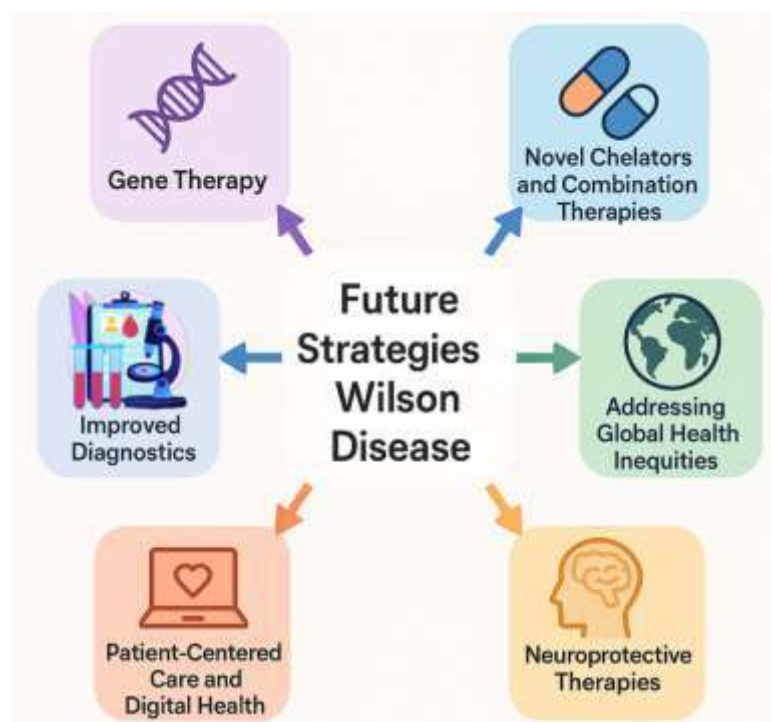 Gene Therapy
Novel Chelators
and Combination
Therapies
Future
Strategies
Wilson
Disease
Improved
Diagnostics
Addressing
Global Health
Inequities
Patient-Centered
Care and
Digital Health
Neuroprotective
Therapies